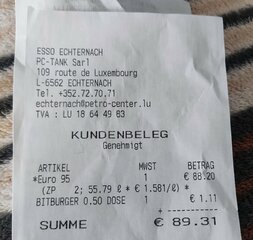 ESSO ECHTERNACH
PC-TANK Sarl
109 route de Luxembourg
L-6562 ECHTERNACH
Tel. +352.72.70.71
echternach@petro-center.lu
TVA : LU 18 64 49 83
KUNDENBELEG
Genehmigt
ARTIKEL MWST BETRAG
*Euro 95 1 € 88.20
(ZP 2; 55.79 ℓ * € 1.581/ℓ) *
BITBURGER 0.50 DOSE 1 € 1.11
SUMME € 89.31